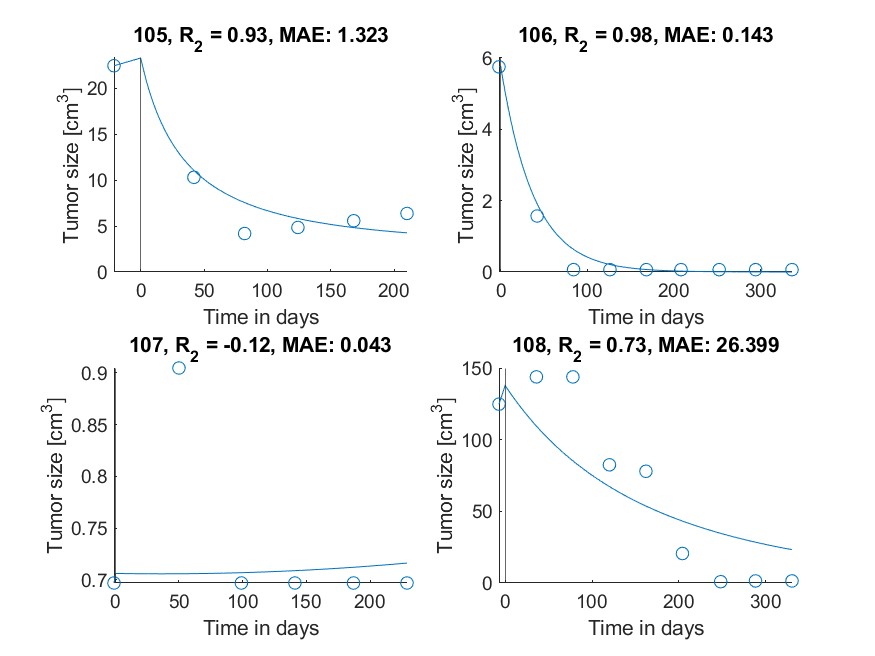 105, R2 = 0.93, MAE: 1.323
Tumor size [cm3]
20
15
10
5
0
0 50 100 150 200
Time in days
106, R2 = 0.98, MAE: 0.143
Tumor size [cm3]
6
4
2
0
0 100 200 300
Time in days
107, R2 = -0.12, MAE: 0.043
Tumor size [cm3]
0.9
0.85
0.8
0.75
0.7
0 50 100 150 200
Time in days
108, R2 = 0.73, MAE: 26.399
Tumor size [cm3]
150
100
50
0
0 100 200 300
Time in days